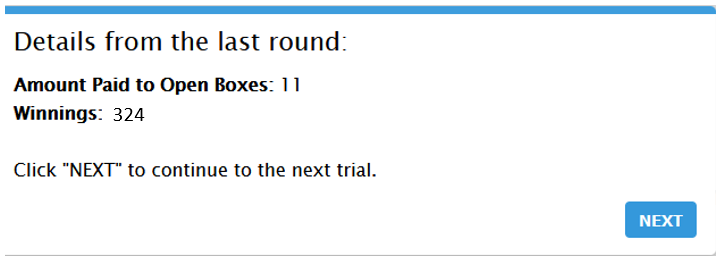 Details from the last round:
Amount Paid to Open Boxes: 11
Winnings: 324
Click "NEXT" to continue to the next trial.
NEXT